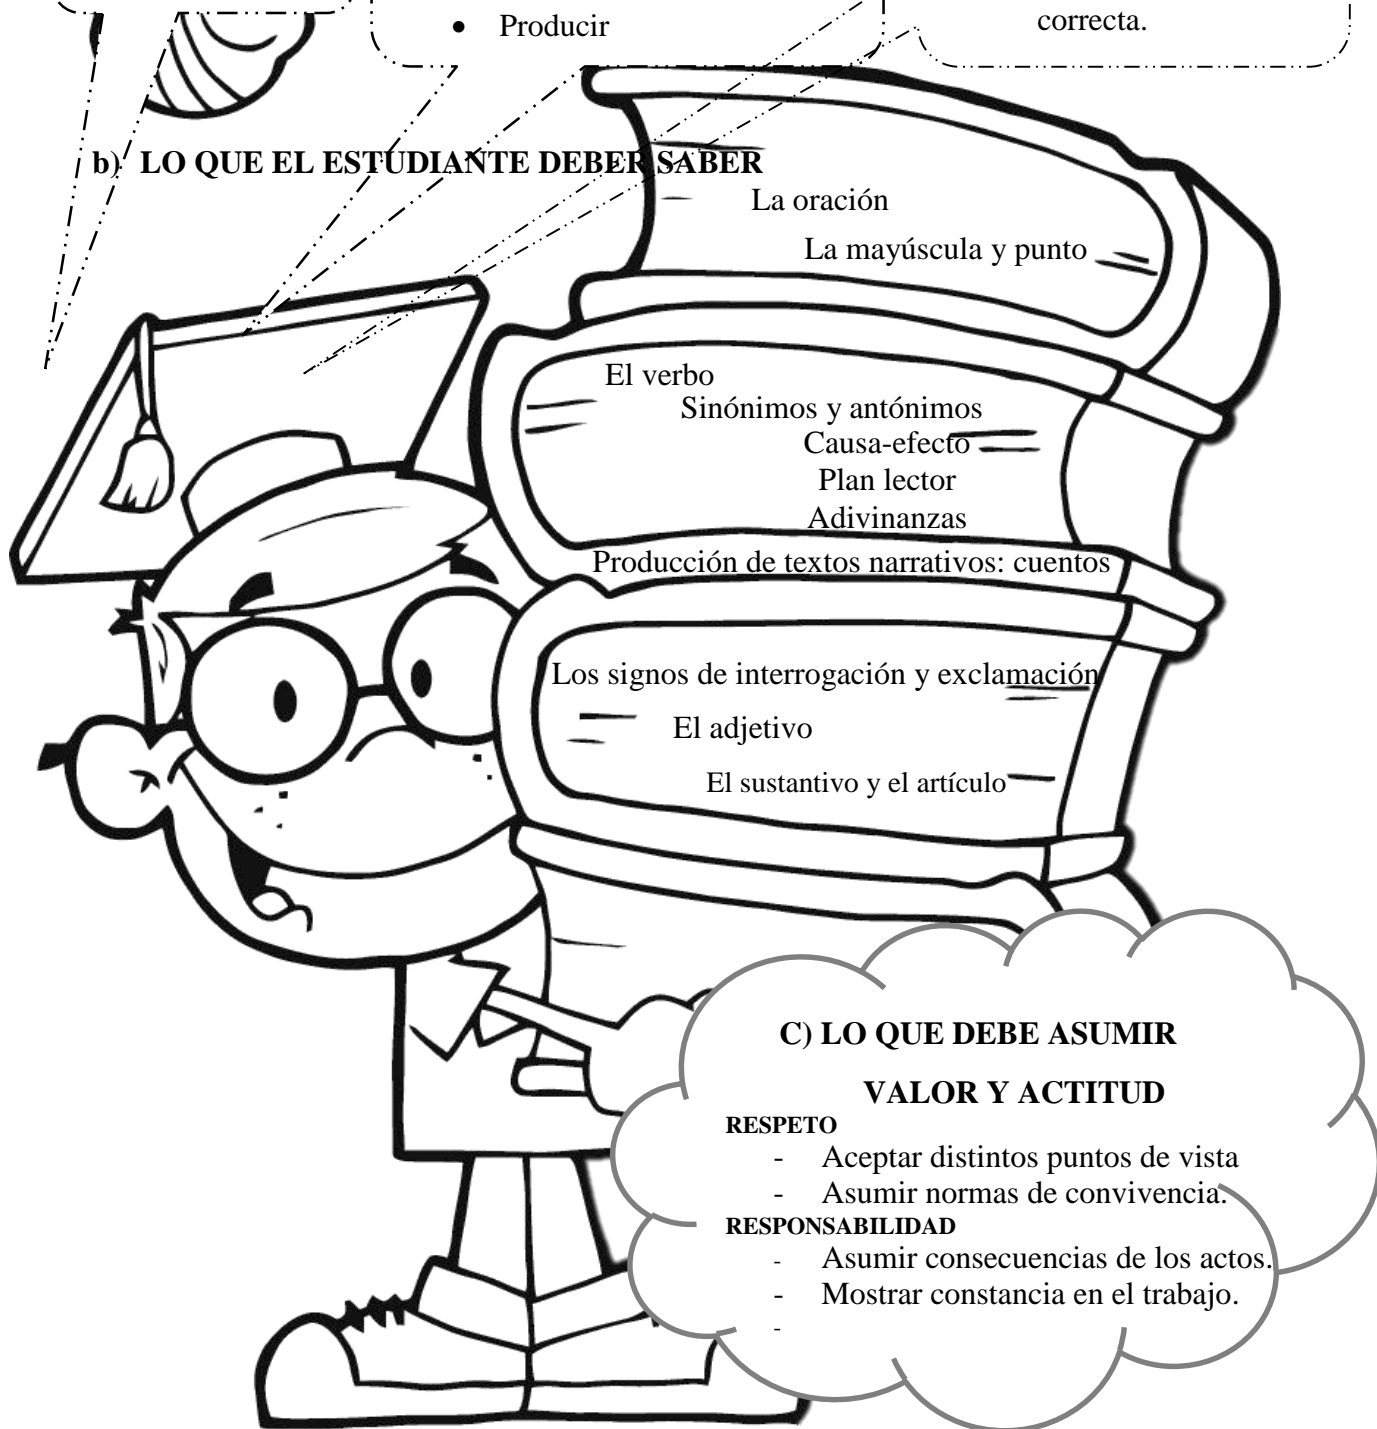 • Producir
correcta.
b) LO QUE EL ESTUDIANTE DEBER SABER
La oración
La mayúscula y punto
El verbo
Sinónimos y antónimos
Causa-efecto
Plan lector
Adivinanzas
Producción de textos narrativos: cuentos
Los signos de interrogación y exclamación
El adjetivo
El sustantivo y el artículo
C) LO QUE DEBE ASUMIR
VALOR Y ACTITUD
RESPETO
- Aceptar distintos puntos de vista
- Asumir normas de convivencia.
RESPONSABILIDAD
- Asumir consecuencias de los actos.
- Mostrar constancia en el trabajo.
-